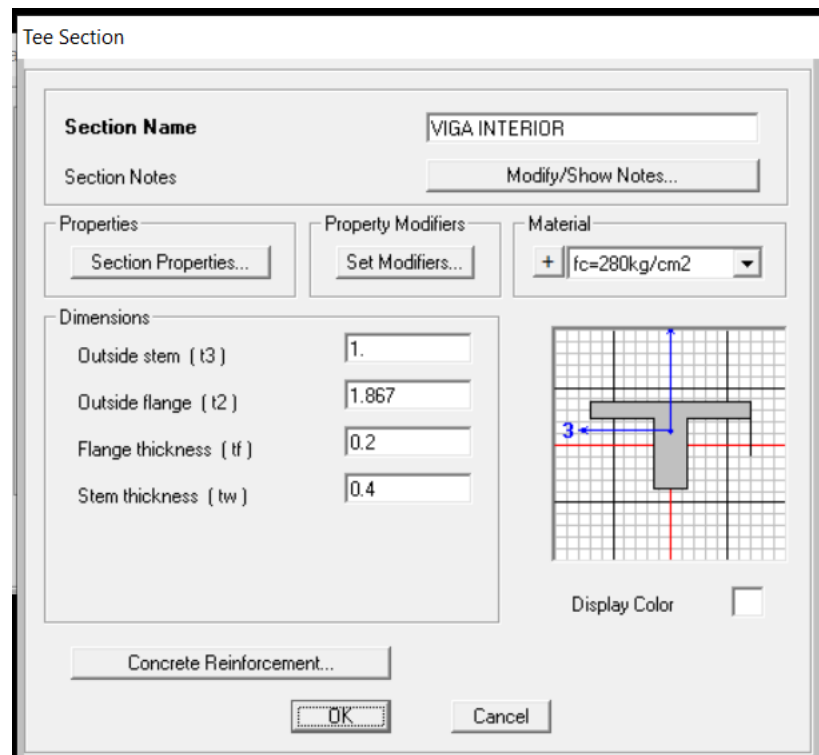 Tee Section
Section Name VIGA INTERIOR
Section Notes Modify/Show Notes...
Properties Property Modifiers Material
Section Properties... Set Modifiers... + fc=280kg/cm2
Dimensions
Outside stem ( t3 ) 1.
Outside flange ( t2 ) 1.867
Flange thickness ( tf ) 0.2
Stem thickness ( tw ) 0.4
3
Display Color
Concrete Reinforcement...
OK Cancel